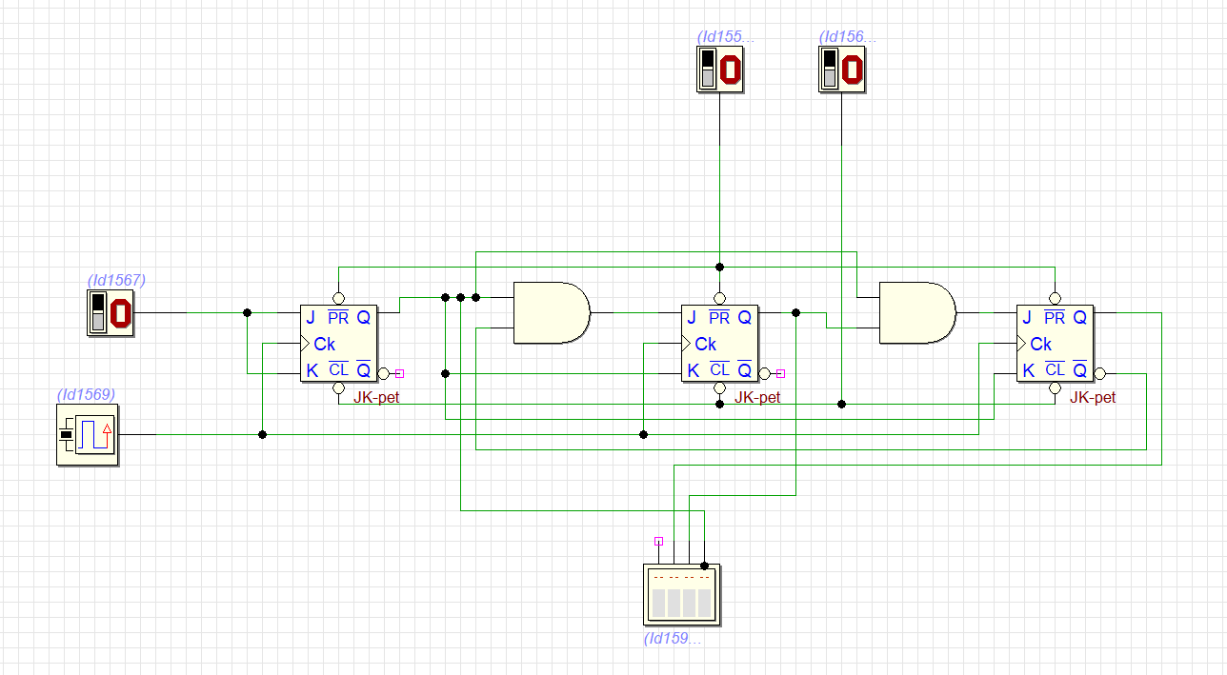 (Id155...
(Id156...
0
0
(Id1567)
0
J PR Q
Ck
K CL Q
JK-pet
J PR Q
Ck
K CL Q
JK-pet
J PR Q
Ck
K CL Q
JK-pet
(Id1569)
(Id159...